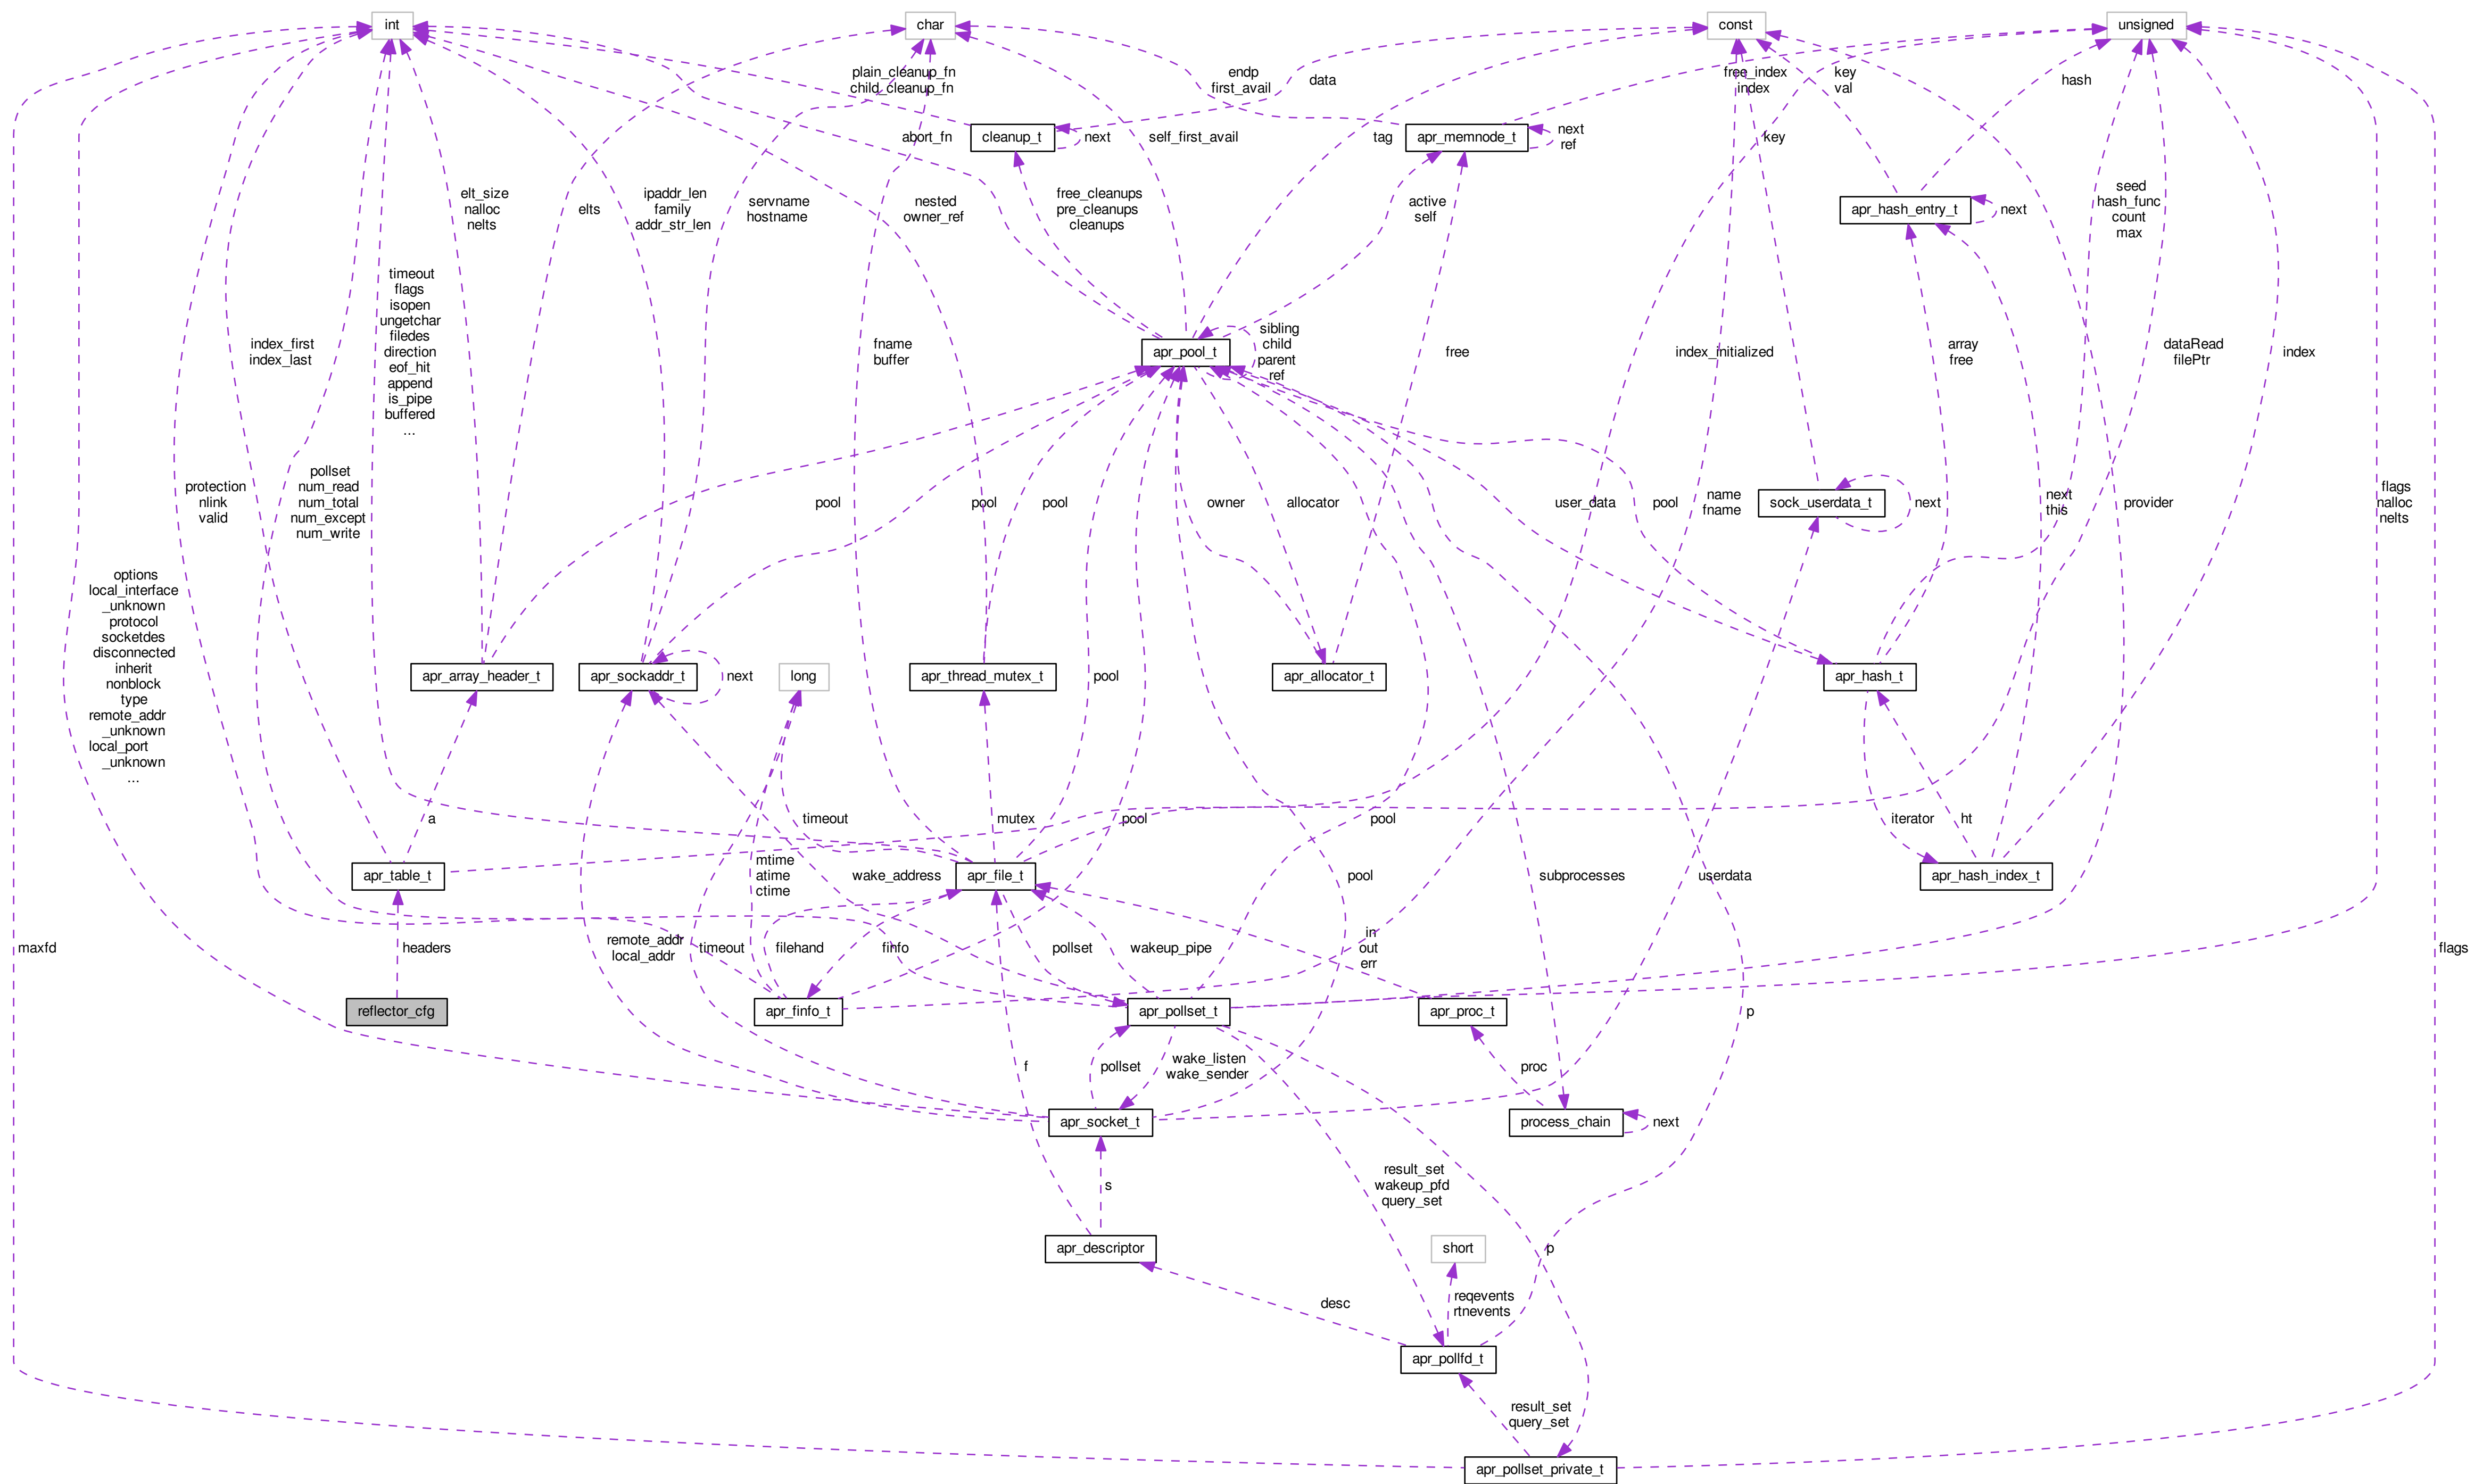 int
char
const
unsigned
plain_cleanup_fn
child_cleanup_fn
endp
first_avail
data
free_index
index
key
val
hash
abort_fn
cleanup_t
next
self_first_avail
tag
apr_memnode_t
next
ref
key
elt_size
nalloc
nelts
elts
ipaddr_len
family
addr_str_len
servname
hostname
nested
owner_ref
free_cleanups
pre_cleanups
cleanups
active
self
apr_hash_entry_t
next
seed
hash_func
count
max
timeout
flags
isopen
ungetchar
filedes
direction
eof_hit
append
is_pipe
buffered
...
index_first
index_last
fname
buffer
apr_pool_t
sibling
child
parent
ref
free
index_initialized
array
free
dataRead
filePtr
index
protection
nlink
valid
pollset
num_read
num_total
num_except
num_write
pool
pool
pool
owner
allocator
user_data
pool
name
fname
sock_userdata_t
next
next
this
provider
flags
nalloc
nelts
options
local_interface
_unknown
protocol
socketdes
disconnected
inherit
nonblock
type
remote_addr
_unknown
local_port
_unknown
...
apr_array_header_t
apr_sockaddr_t
next
long
apr_thread_mutex_t
pool
apr_allocator_t
apr_hash_t
a
timeout
mutex
pool
pool
iterator
ht
apr_table_t
mtime
atime
ctime
wake_address
apr_file_t
pool
subprocesses
userdata
apr_hash_index_t
maxfd
headers
remote_addr
local_addr
timeout
filehand
finfo
pollset
wakeup_pipe
in
out
err
flags
reflector_cfg
apr_finfo_t
apr_pollset_t
apr_proc_t
p
pollset
wake_listen
wake_sender
f
proc
apr_socket_t
process_chain
next
s
result_set
wakeup_pfd
query_set
apr_descriptor
short
p
desc
reqevents
rtnevents
apr_pollfd_t
result_set
query_set
apr_pollset_private_t